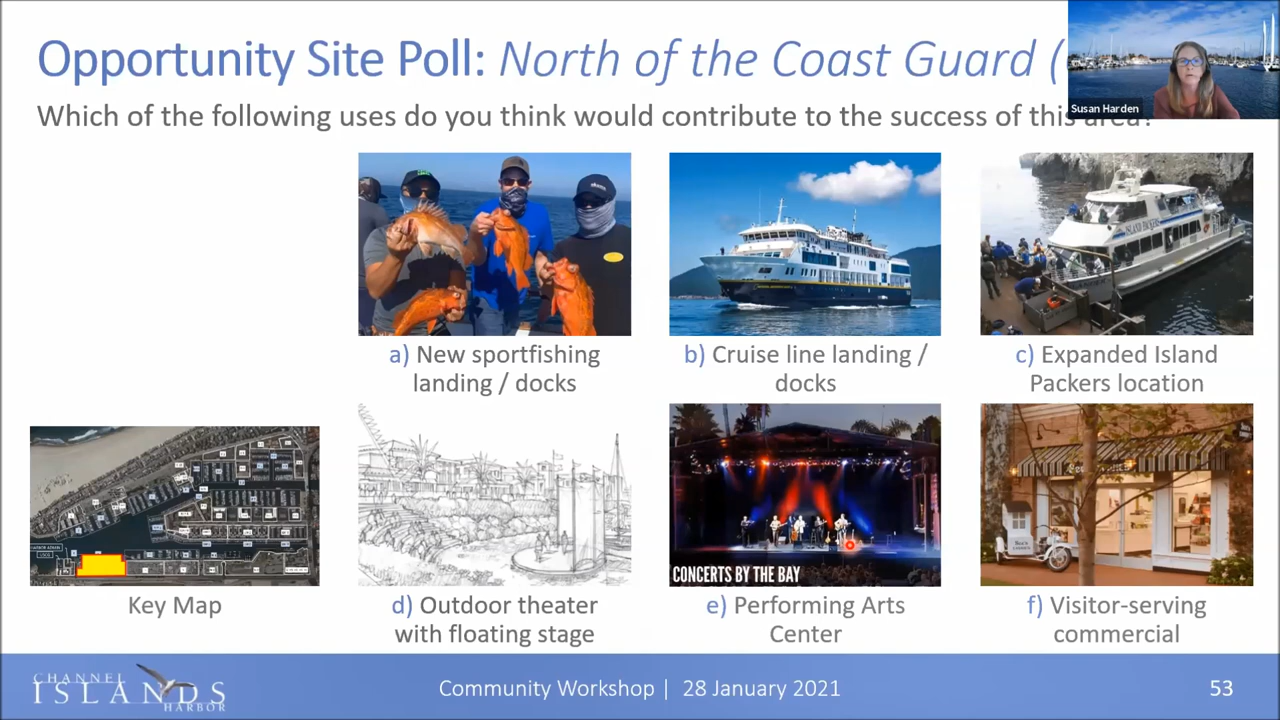 Opportunity Site Poll: North of the Coast Guard (
Susan Harden
Which of the following uses do you think would contribute to the success of this area?
a) New sportfishing
landing / docks
b) Cruise line landing /
docks
c) Expanded Island
Packers location
Key Map
d) Outdoor theater
with floating stage
CONCERTS BY THE BAY
e) Performing Arts
Center
f) Visitor-serving
commercial
CHANNEL
ISLANDS
HARBOR
Community Workshop | 28 January 2021
53